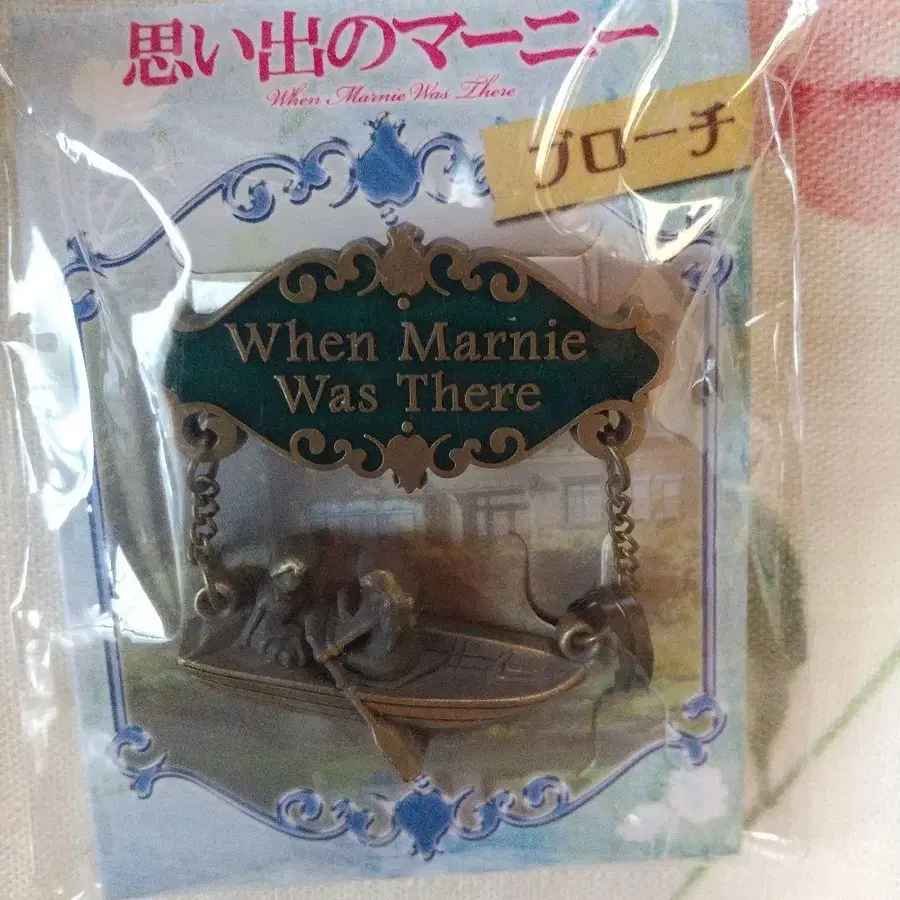 思い出のマーニー
When Marnie Was There
ブローチ
When Marnie
Was There